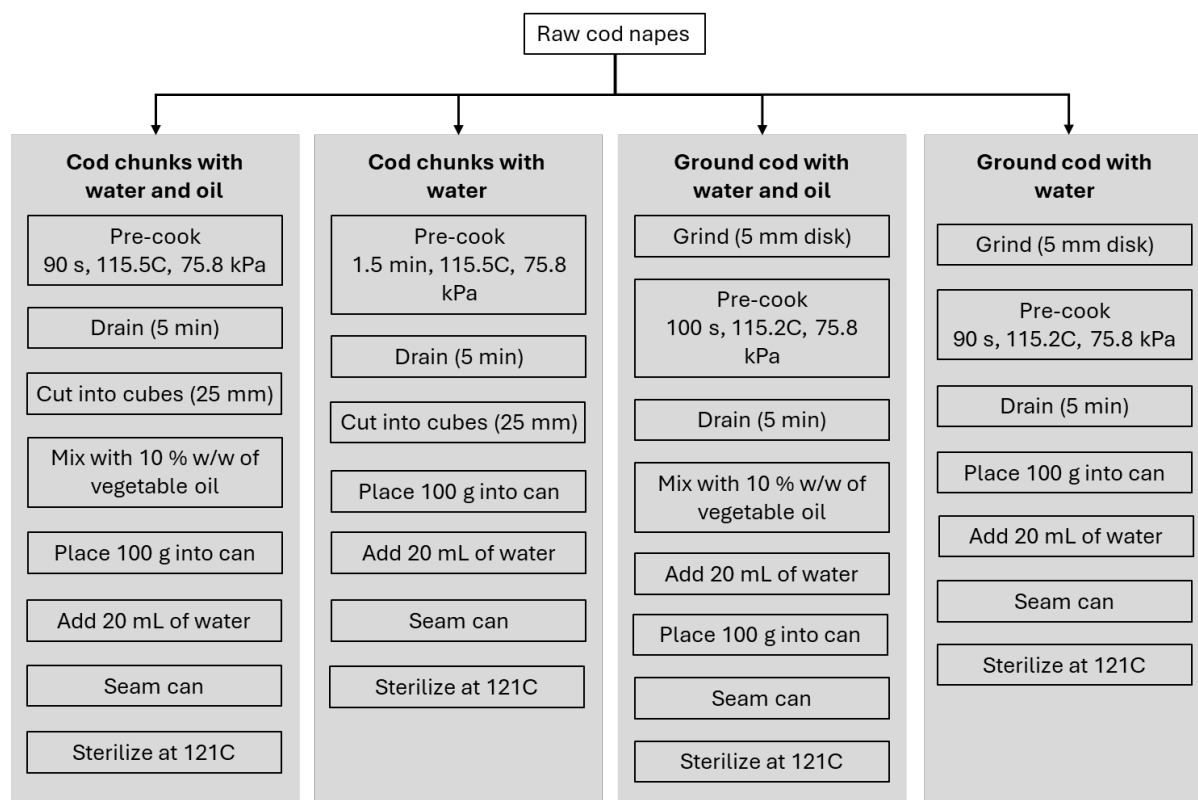 Raw cod napes
Cod chunks with
water and oil
Pre-cook
90 s, 115.5C, 75.8 kPa
Drain (5 min)
Cut into cubes (25 mm)
Mix with 10 % w/w of
vegetable oil
Place 100 g into can
Add 20 mL of water
Seam can
Sterilize at 121C
Cod chunks with
water
Pre-cook
1.5 min, 115.5C, 75.8
kPa
Drain (5 min)
Cut into cubes (25 mm)
Place 100 g into can
Add 20 mL of water
Seam can
Sterilize at 121C
Ground cod with
water and oil
Grind (5 mm disk)
Pre-cook
100 s, 115.2C, 75.8
kPa
Drain (5 min)
Mix with 10 % w/w of
vegetable oil
Add 20 mL of water
Place 100 g into can
Seam can
Sterilize at 121C
Ground cod with
water
Grind (5 mm disk)
Pre-cook
90 s, 115.2C, 75.8 kPa
Drain (5 min)
Place 100 g into can
Add 20 mL of water
Seam can
Sterilize at 121C